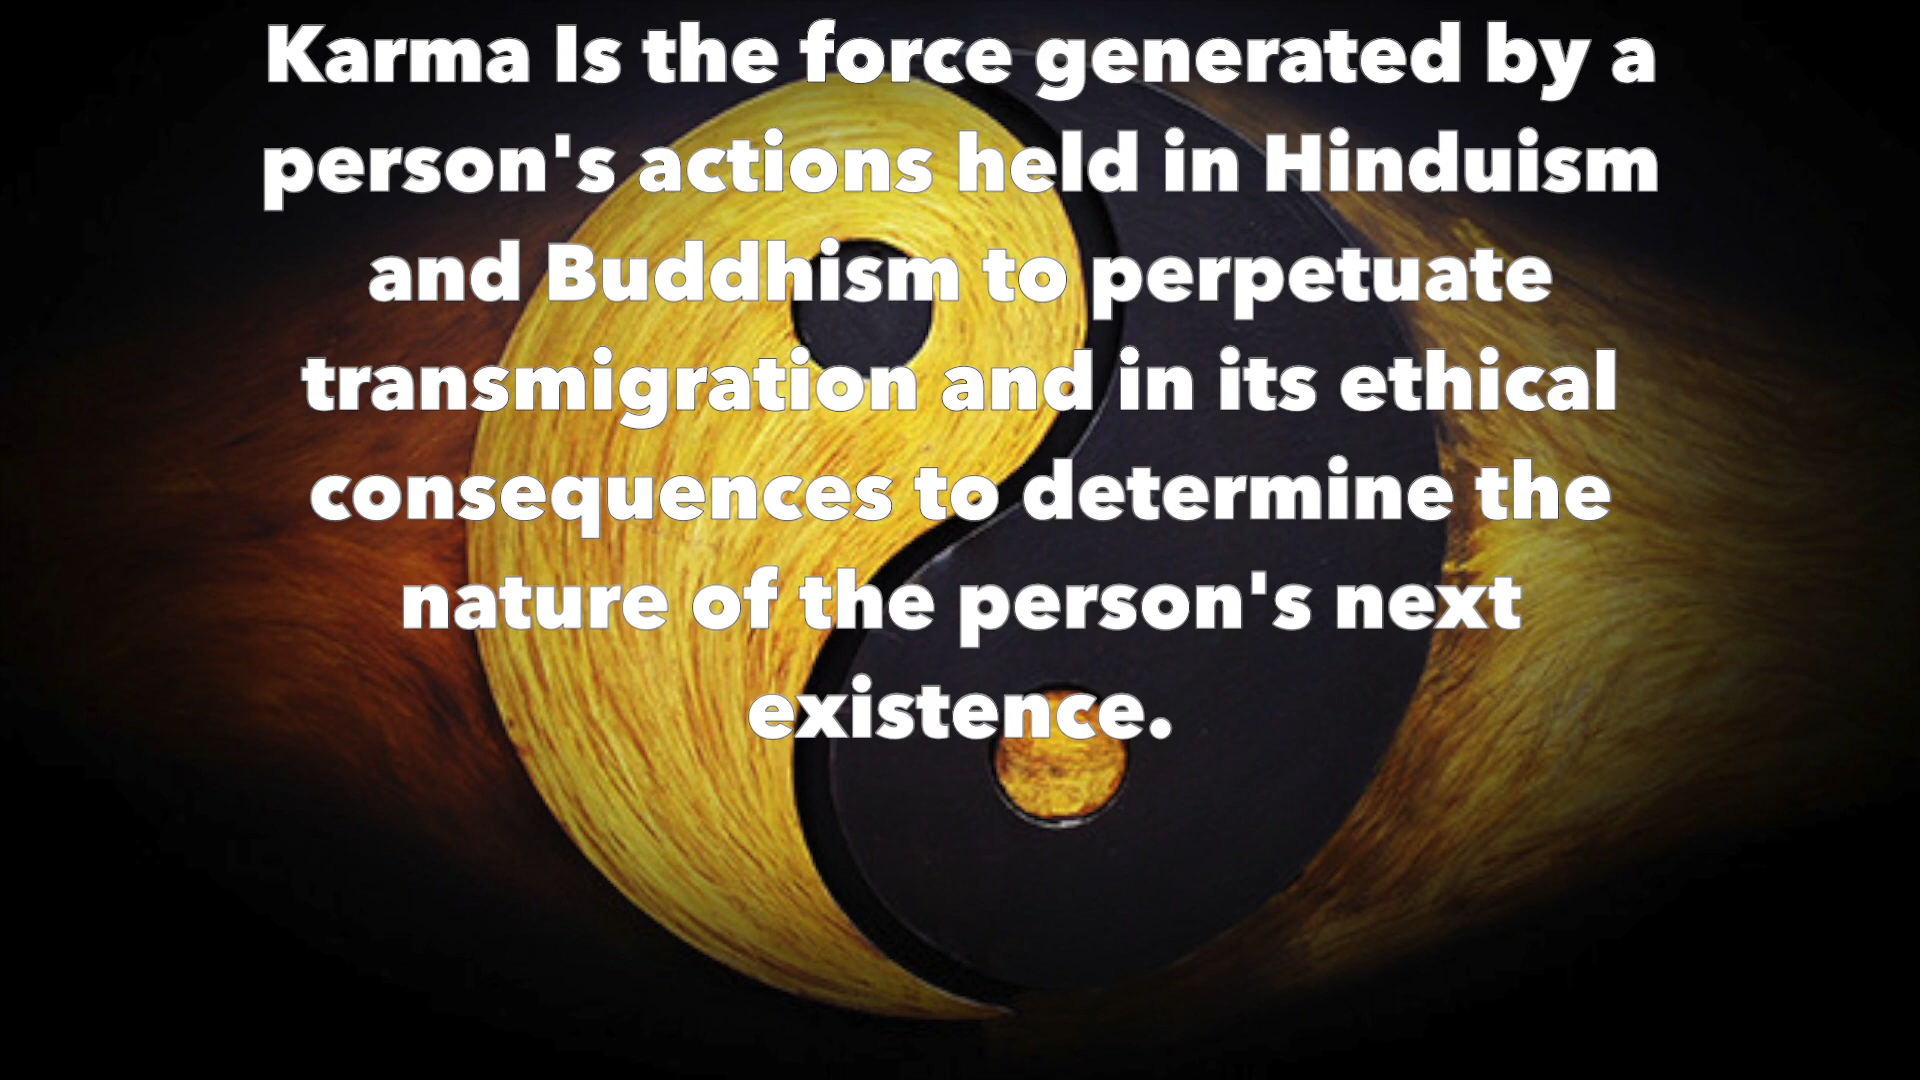 Karma Is the force generated by a
person's actions held in Hinduism
and Buddhism to perpetuate
transmigration and in its ethical
consequences to determine the
nature of the person's next
existence.